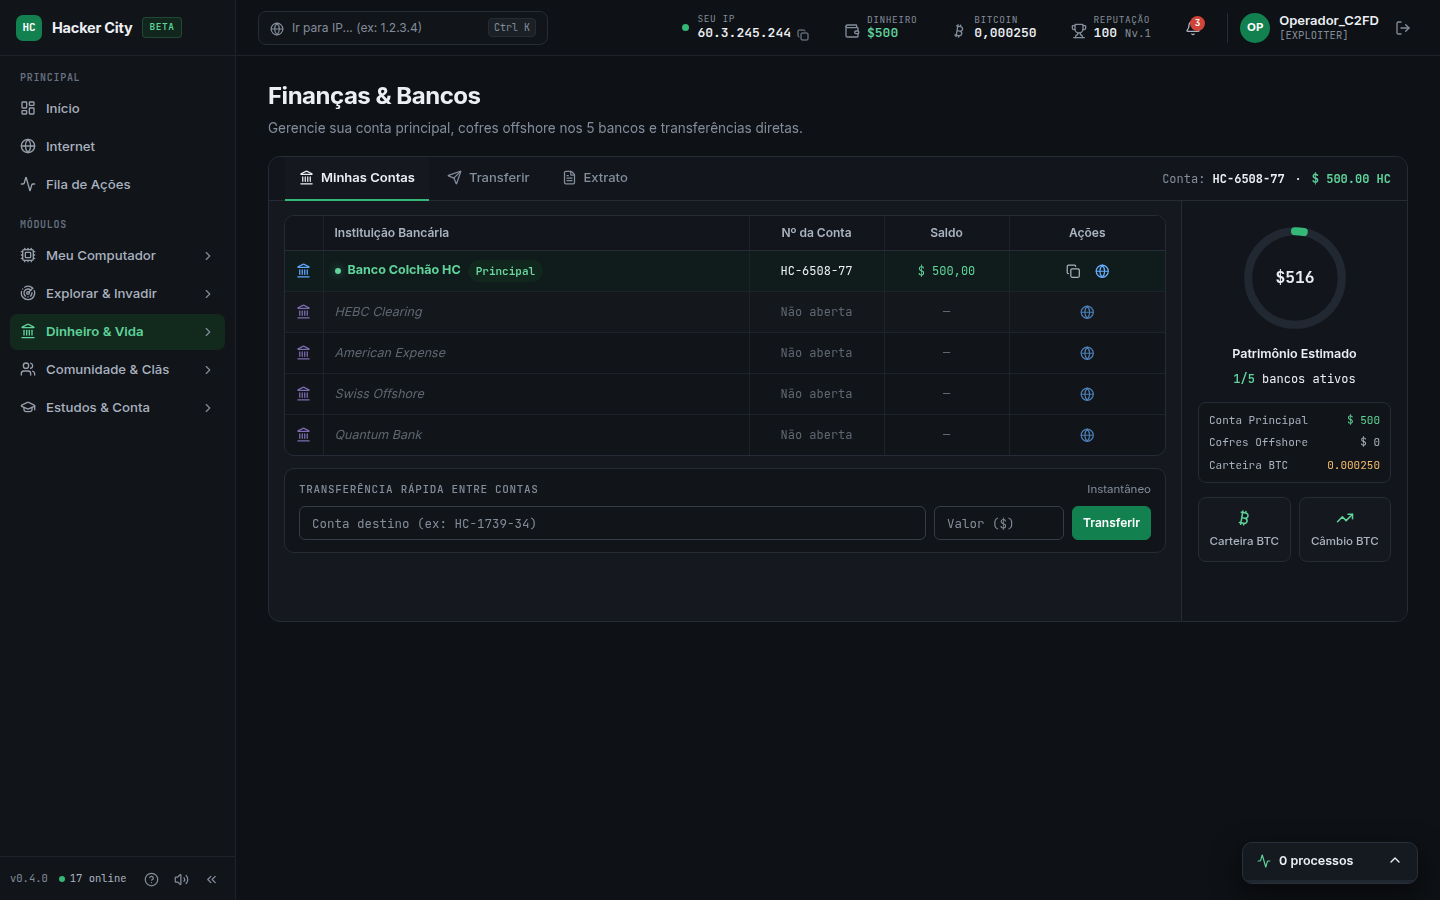 HC Hacker City BETA
Ir para IP... (ex: 1.2.3.4) Ctrl K
SEU IP
60.3.245.244
DINHEIRO
$500
BITCOIN
0,000250
REPUTAÇÃO
100 Nv.1
3
OP
Operador_C2FD
[EXPLOITER]
PRINCIPAL
Início
Internet
Fila de Ações
MÓDULOS
Meu Computador
Explorar & Invadir
Dinheiro & Vida
Comunidade & Clãs
Estudos & Conta
v0.4.0 17 online
Finanças & Bancos
Gerencie sua conta principal, cofres offshore nos 5 bancos e transferências diretas.
Minhas Contas Transferir Extrato
Conta: HC-6508-77 · $ 500.00 HC
Instituição Bancária Nº da Conta Saldo Ações
Banco Colchão HC Principal HC-6508-77 $ 500,00
HEBC Clearing Não aberta —
American Expense Não aberta —
Swiss Offshore Não aberta —
Quantum Bank Não aberta —
TRANSFERÊNCIA RÁPIDA ENTRE CONTAS Instantâneo
Conta destino (ex: HC-1739-34) Valor ($) Transferir
$516
Patrimônio Estimado
1/5 bancos ativos
Conta Principal $ 500
Cofres Offshore $ 0
Carteira BTC 0.000250
Carteira BTC Câmbio BTC
0 processos